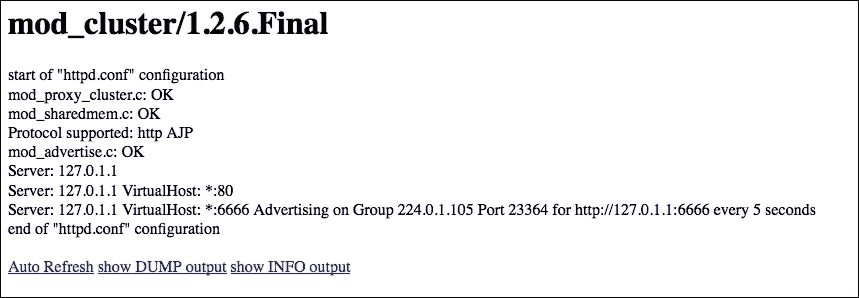 mod_cluster/1.2.6.Final
start of "httpd.conf" configuration
mod_proxy_cluster.c: OK
mod_sharedmem.c: OK
Protocol supported: http AJP
mod_advertise.c: OK
Server: 127.0.1.1
Server: 127.0.1.1 VirtualHost: *:80
Server: 127.0.1.1 VirtualHost: *:6666 Advertising on Group 224.0.1.105 Port 23364 for http://127.0.1.1:6666 every 5 seconds
end of "httpd.conf" configuration
Auto Refresh show DUMP output show INFO output